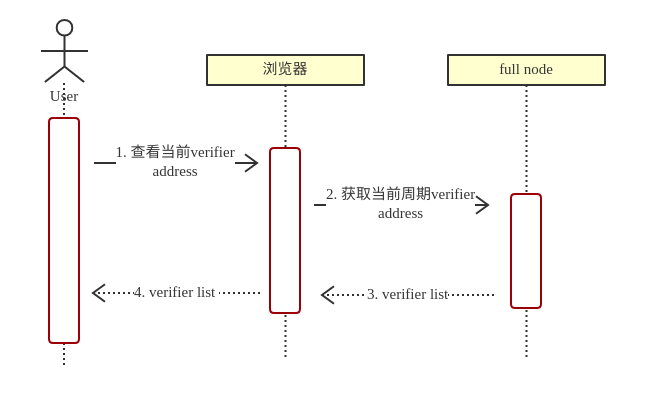 浏览器
full node
User
1. 查看当前verifier
address
2. 获取当前周期verifier
address
4. verifier list
3. verifier list